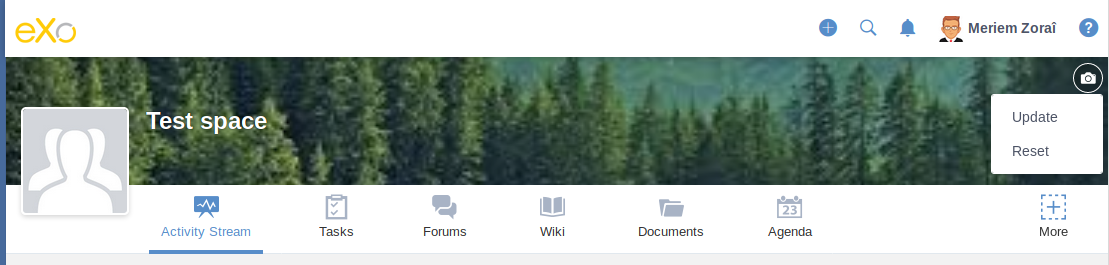 eXo
Meriem Zoraî
?
Test space
Update
Reset
Activity Stream
Tasks
Forums
Wiki
23
Documents
Agenda
More